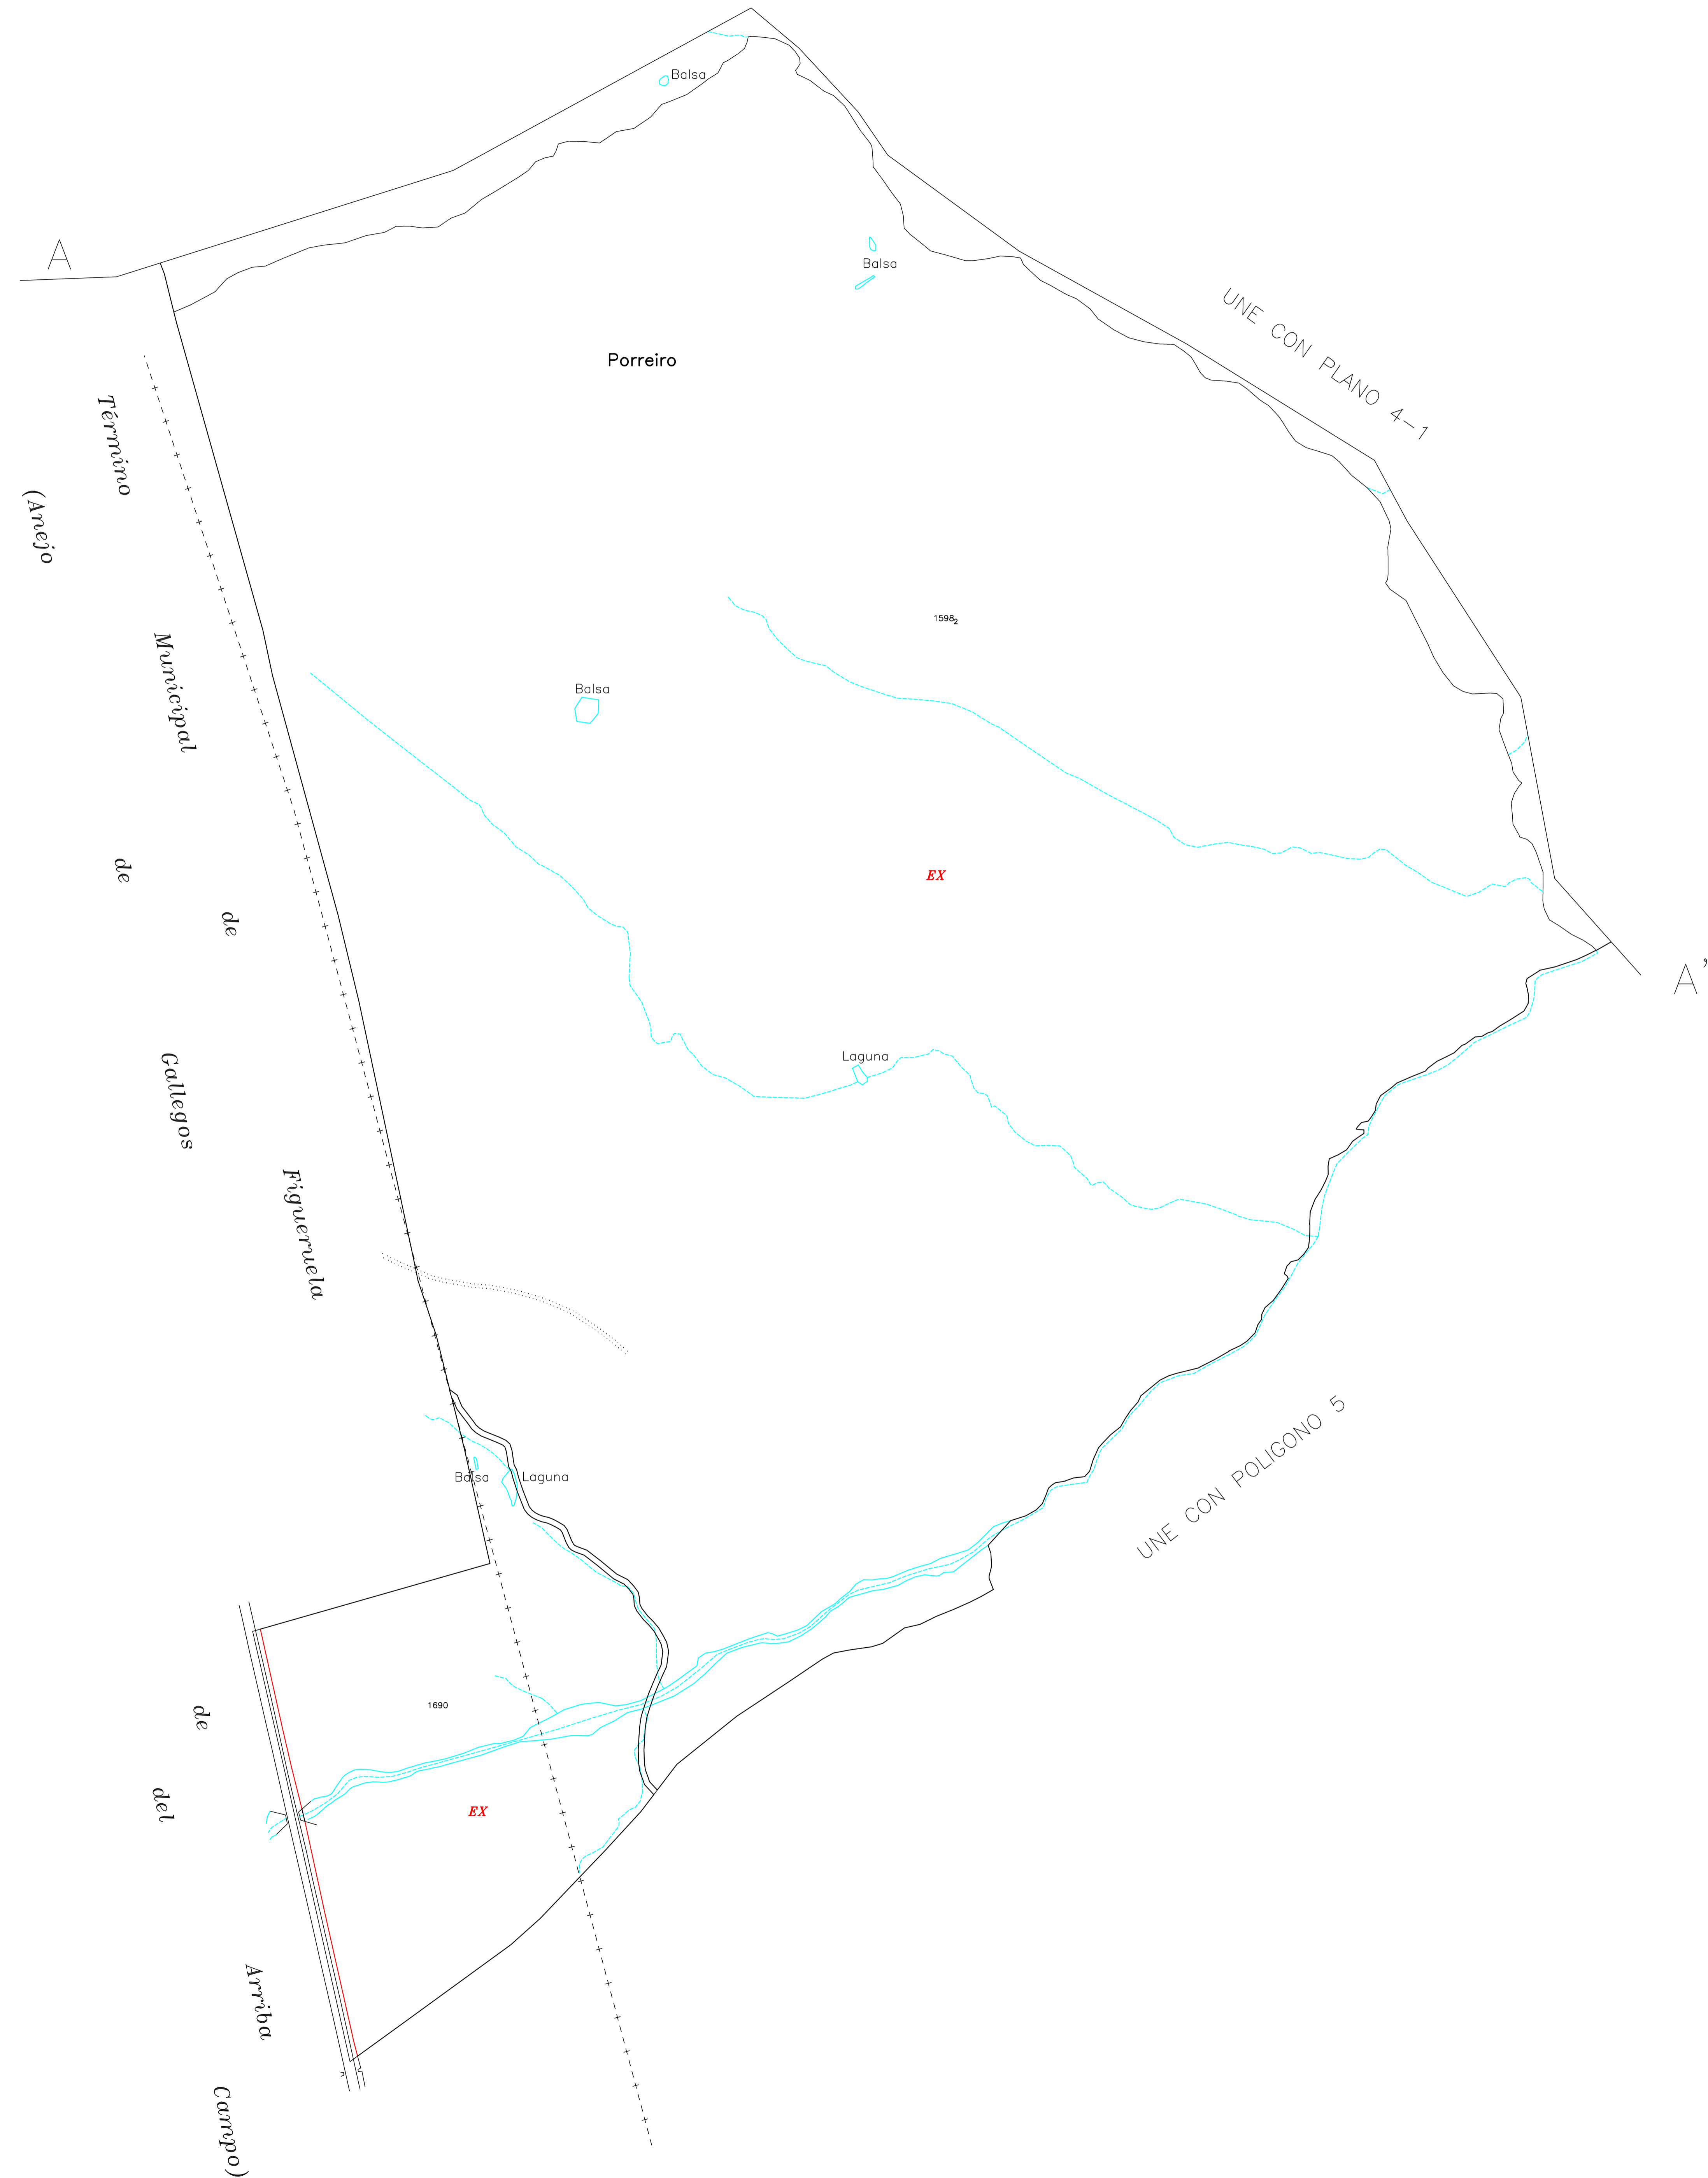 Balsa
A
Balsa
UNE CON PLANO 4-1
Porreiro
Término Municipal de Figueruela de Arriba
(Anejo de Gallegos del Campo)
1598₂
Balsa
EX
A'
Laguna
UNE CON POLIGONO 5
Balsa
Laguna
1690
EX